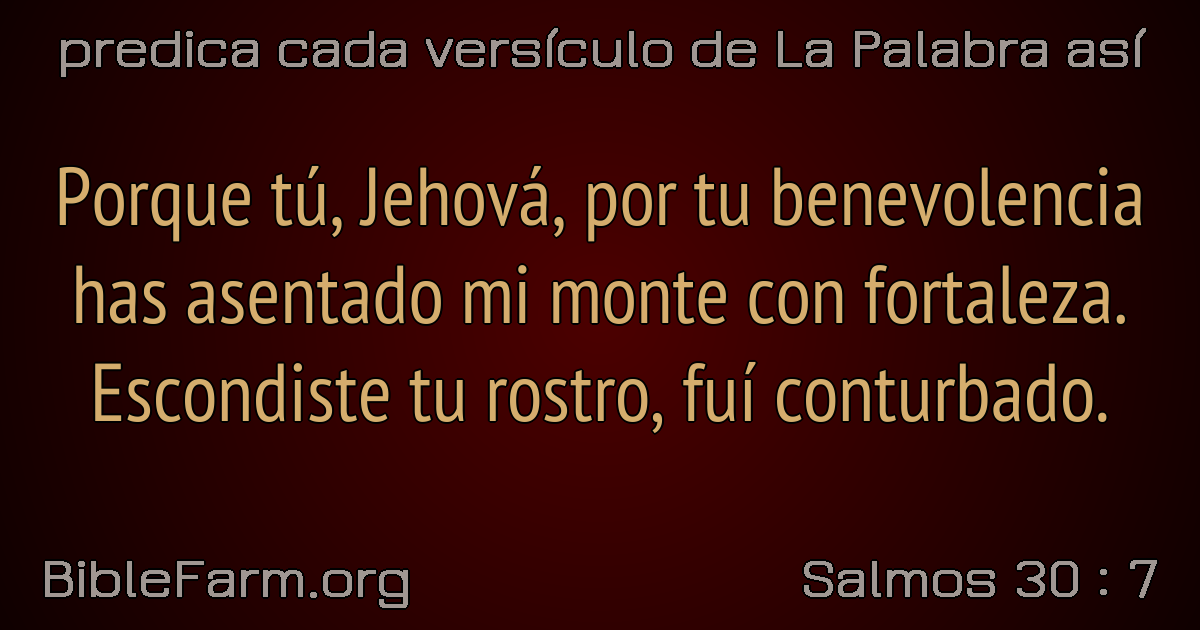 predica cada versículo de La Palabra así
Porque tú, Jehová, por tu benevolencia
has asentado mi monte con fortaleza.
Escondiste tu rostro, fuí conturbado.
BibleFarm.org
Salmos 30 : 7